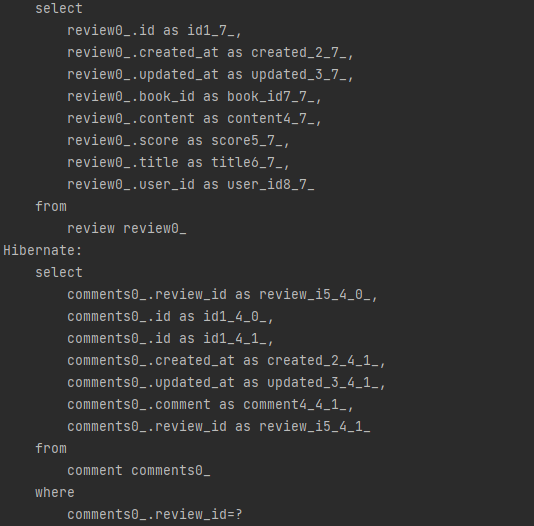 select
review0_.id as id1_7_,
review0_.created_at as created_2_7_,
review0_.updated_at as updated_3_7_,
review0_.book_id as book_id7_7_,
review0_.content as content4_7_,
review0_.score as score5_7_,
review0_.title as title6_7_,
review0_.user_id as user_id8_7_
from
review review0_
Hibernate:
select
comments0_.review_id as review_i5_4_0_,
comments0_.id as id1_4_0_,
comments0_.id as id1_4_1_,
comments0_.created_at as created_2_4_1_,
comments0_.updated_at as updated_3_4_1_,
comments0_.comment as comment4_4_1_,
comments0_.review_id as review_i5_4_1_
from
comment comments0_
where
comments0_.review_id=?